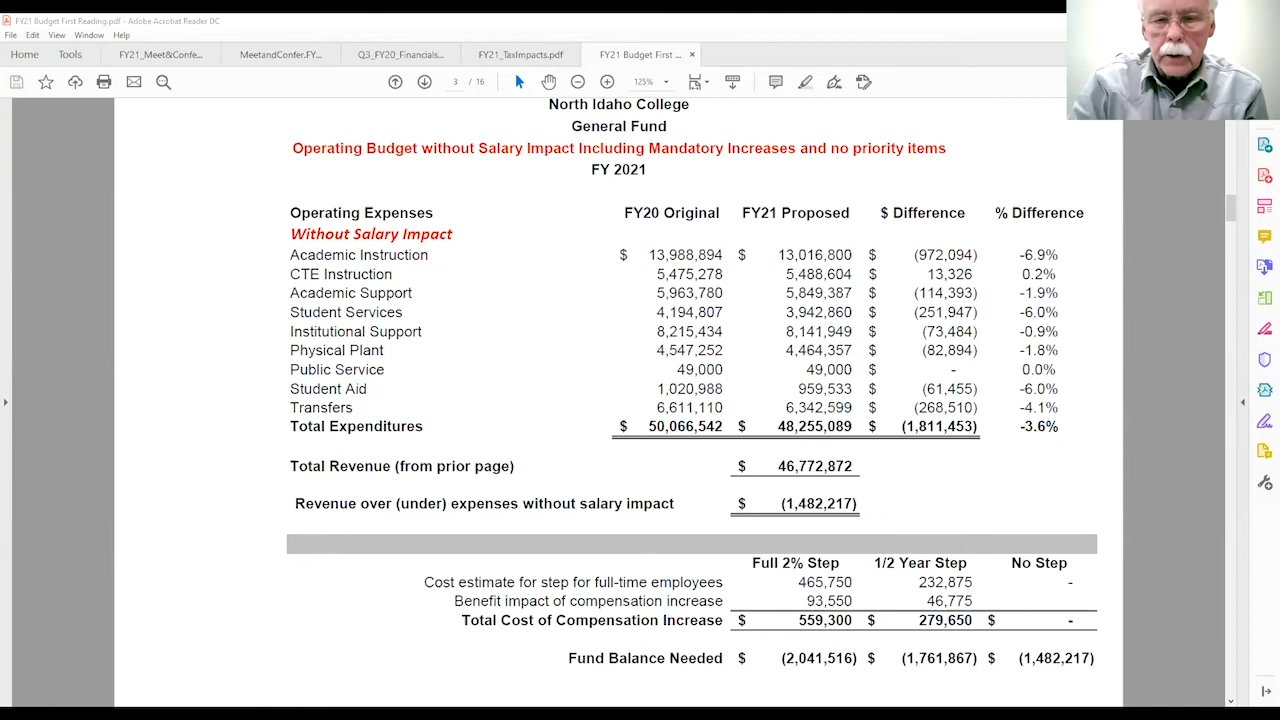 FY21 Budget First Reading.pdf - Adobe Acrobat Reader DC
File Edit View Window Help
Home Tools FY21_Meet&Confe... MeetandConfer.FY... Q3_FY20_Financials... FY21_TaxImpacts.pdf FY21 Budget First ... ×
3 / 16 125%
North Idaho College
General Fund
Operating Budget without Salary Impact Including Mandatory Increases and no priority items
FY 2021
Operating Expenses FY20 Original FY21 Proposed $ Difference % Difference
Without Salary Impact
Academic Instruction $ 13,988,894 $ 13,016,800 $ (972,094) -6.9%
CTE Instruction 5,475,278 5,488,604 $ 13,326 0.2%
Academic Support 5,963,780 5,849,387 $ (114,393) -1.9%
Student Services 4,194,807 3,942,860 $ (251,947) -6.0%
Institutional Support 8,215,434 8,141,949 $ (73,484) -0.9%
Physical Plant 4,547,252 4,464,357 $ (82,894) -1.8%
Public Service 49,000 49,000 $ - 0.0%
Student Aid 1,020,988 959,533 $ (61,455) -6.0%
Transfers 6,611,110 6,342,599 $ (268,510) -4.1%
Total Expenditures $ 50,066,542 $ 48,255,089 $ (1,811,453) -3.6%
Total Revenue (from prior page) $ 46,772,872
Revenue over (under) expenses without salary impact $ (1,482,217)
Full 2% Step 1/2 Year Step No Step
Cost estimate for step for full-time employees 465,750 232,875 -
Benefit impact of compensation increase 93,550 46,775
Total Cost of Compensation Increase $ 559,300 $ 279,650 $ -
Fund Balance Needed $ (2,041,516) $ (1,761,867) $ (1,482,217)